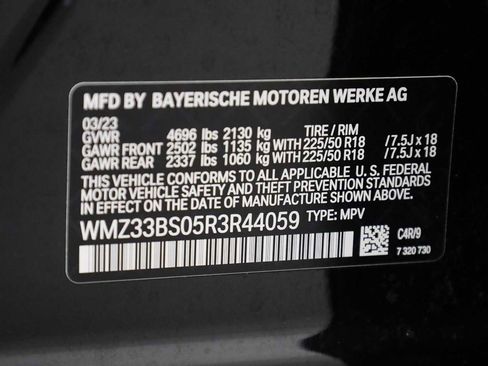 MFD BY BAYERISCHE MOTOREN WERKE AG
03/23
GVWR 4696 lbs 2130 kg TIRE / RIM
GAWR FRONT 2502 lbs 1135 kg WITH 225/50 R18 /7.5J x 18
GAWR REAR 2337 lbs 1060 kg WITH 225/50 R18 /7.5J x 18
THIS VEHICLE CONFORMS TO ALL APPLICABLE U. S. FEDERAL
MOTOR VEHICLE SAFETY AND THEFT PREVENTION STANDARDS
IN EFFECT ON THE DATE OF MANUFACTURE SHOWN ABOVE.
WMZ33BS05R3R44059 TYPE: MPV
C4R/9
7 320 730